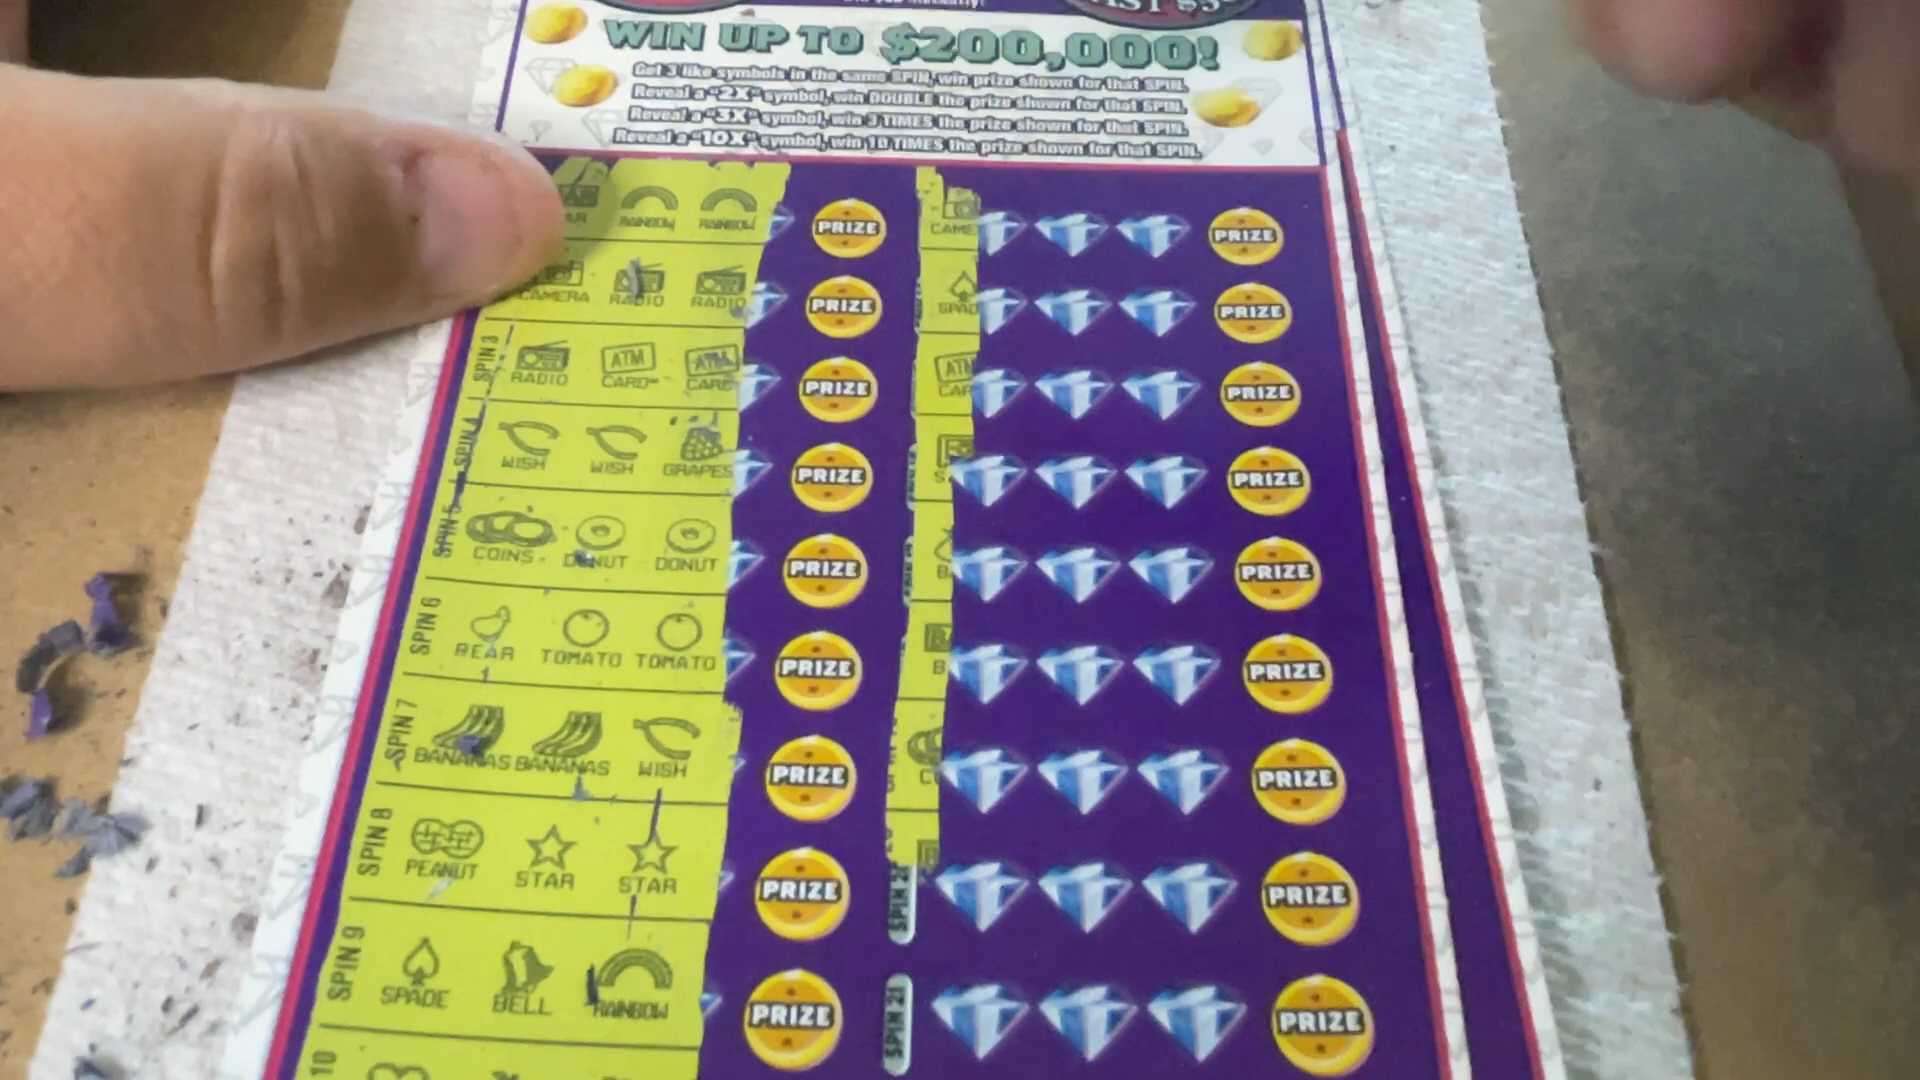 WIN UP TO $200,000!
Get 3 like symbols in the same SPIN, win prize shown for that SPIN.
Reveal a "2X" symbol, win DOUBLE the prize shown for that SPIN.
Reveal a "3X" symbol, win 3 TIMES the prize shown for that SPIN.
Reveal a "10X" symbol, win 10 TIMES the prize shown for that SPIN.
RAINBOW RAINBOW PRIZE CAME PRIZE
CAMERA RADIO RADIO PRIZE SPAD PRIZE
SPIN 3 RADIO ATM CARD ATM CARD PRIZE ATM CAR PRIZE
SPIN 4 WISH WISH GRAPES PRIZE S PRIZE
SPIN 5 COINS DONUT DONUT PRIZE B PRIZE
SPIN 6 BEAR TOMATO TOMATO PRIZE B PRIZE
SPIN 7 BANANAS BANANAS WISH PRIZE C PRIZE
SPIN 8 PEANUT STAR STAR PRIZE PRIZE
SPIN 9 SPADE BELL RAINBOW PRIZE SPIN 21 PRIZE
10